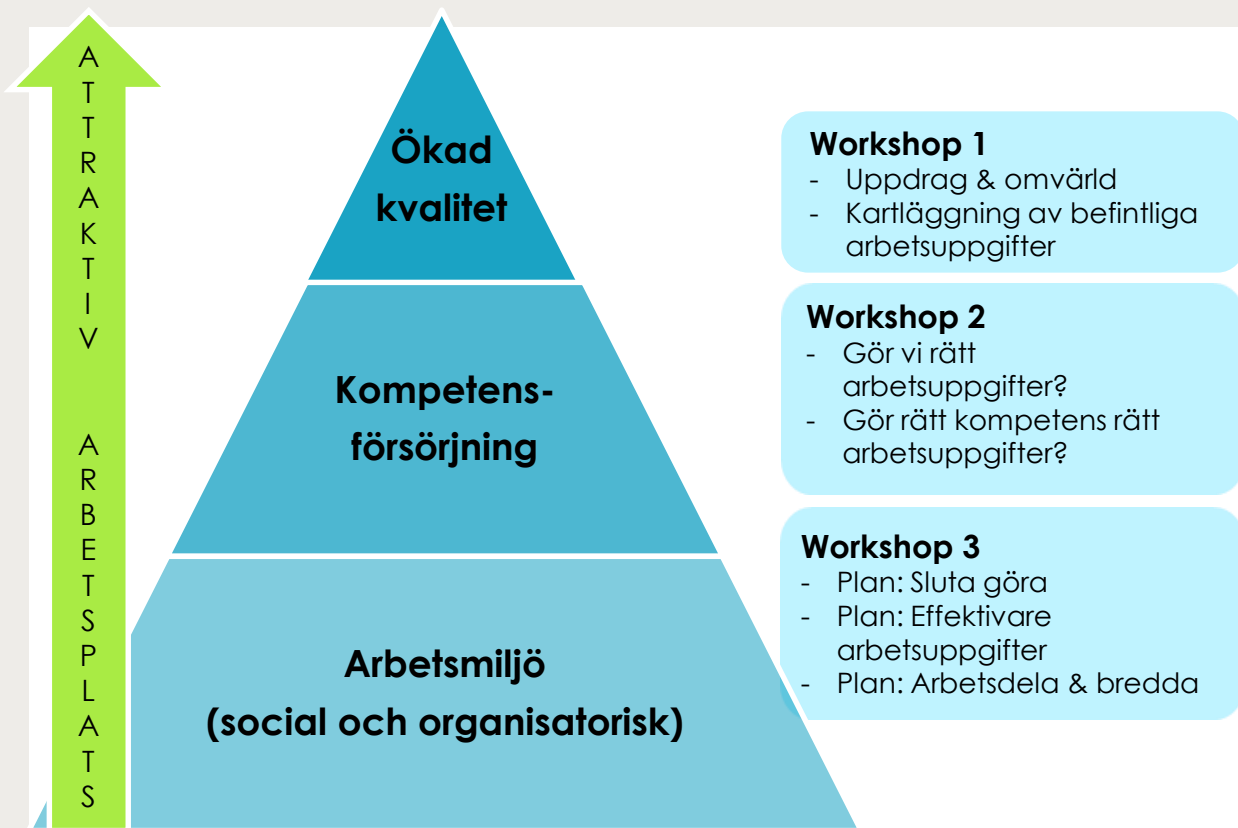 ATTRAKTIV ARBETSPLATS
Ökad
kvalitet
Kompetens-
försörjning
Arbetsmiljö
(social och organisatorisk)
Workshop 1
- Uppdrag & omvärld
- Kartläggning av befintliga
arbetsuppgifter
Workshop 2
- Gör vi rätt
arbetsuppgifter?
- Gör rätt kompetens rätt
arbetsuppgifter?
Workshop 3
- Plan: Sluta göra
- Plan: Effektivare
arbetsuppgifter
- Plan: Arbetsdela & bredda